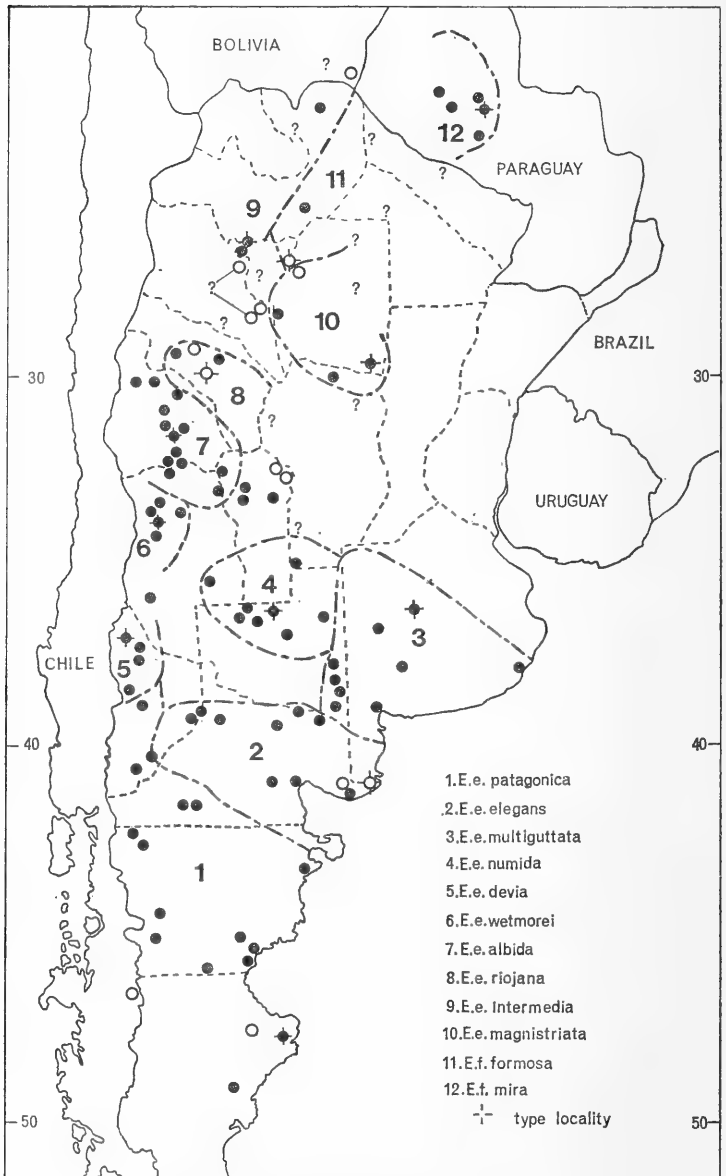 BOLIVIA
?
?
?
12
PARAGUAY
?
11
9
?
?
?
?
?
10
?
BRAZIL
30
30
8
?
?
7
URUGUAY
6
?
4
3
CHILE
5
40
40
2
1
1.E.e. patagonica
2.E.e. elegans
3.E.e.multiguttata
4.E.e. numida
5.E.e. devia
6.E.e.wetmorei
7.E.e.albida
8.E.e. riojana
9.E.e. Intermedia
10.E.e.magnistriata
11.E.f. formosa
12.E.f. mira
type locality
50
50